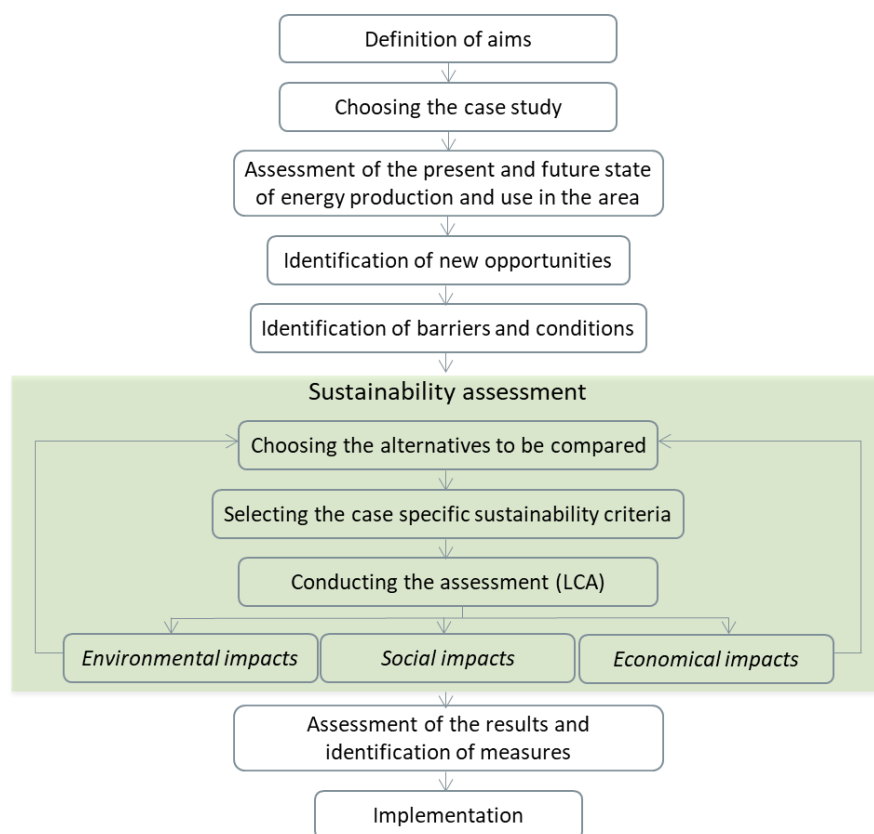 Definition of aims
Choosing the case study
Assessment of the present and future state
of energy production and use in the area
Identification of new opportunities
Identification of barriers and conditions
Sustainability assessment
Choosing the alternatives to be compared
Selecting the case specific sustainability criteria
Conducting the assessment (LCA)
Environmental impacts
Social impacts
Economical impacts
Assessment of the results and
identification of measures
Implementation